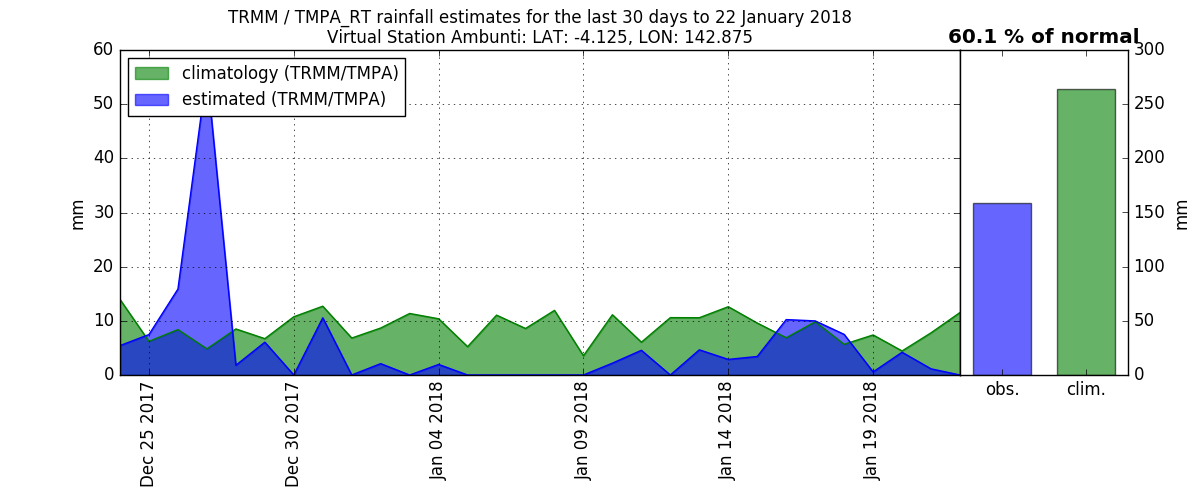 TRMM / TMPA_RT rainfall estimates for the last 30 days to 22 January 2018
Virtual Station Ambunti: LAT: -4.125, LON: 142.875
60.1 % of normal
climatology (TRMM/TMPA)
estimated (TRMM/TMPA)
mm
60
50
40
30
20
10
0
Dec 25 2017
Dec 30 2017
Jan 04 2018
Jan 09 2018
Jan 14 2018
Jan 19 2018
obs.
clim.
300
250
200
150
100
50
0
mm